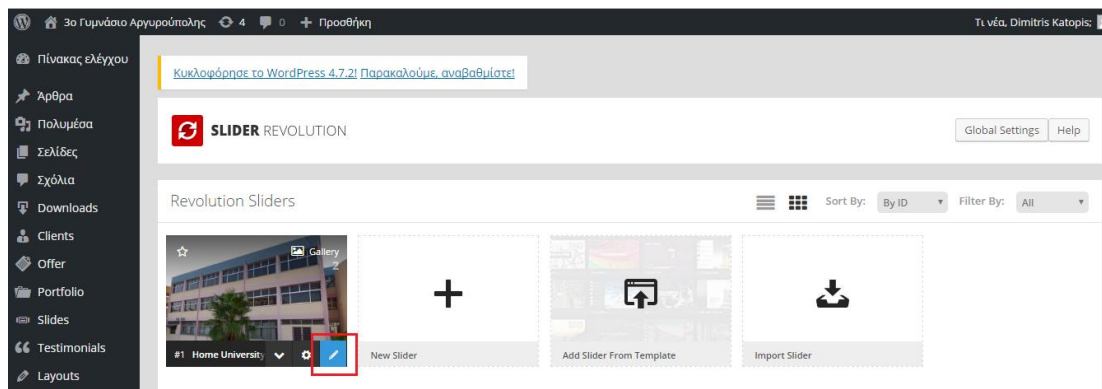 3ο Γυμνάσιο Αργυρούπολης 4 0 + Προσθήκη Τι νέα, Dimitris Katopis;
Πίνακας ελέγχου
Άρθρα
Πολυμέσα
Σελίδες
Σχόλια
Downloads
Clients
Offer
Portfolio
Slides
Testimonials
Layouts
Κυκλοφόρησε το WordPress 4.7.2! Παρακαλούμε, αναβαθμίστε!
SLIDER REVOLUTION
Global Settings Help
Revolution Sliders
Sort By: By ID Filter By: All
Gallery
2
#1 Home University
New Slider
Add Slider From Template
Import Slider